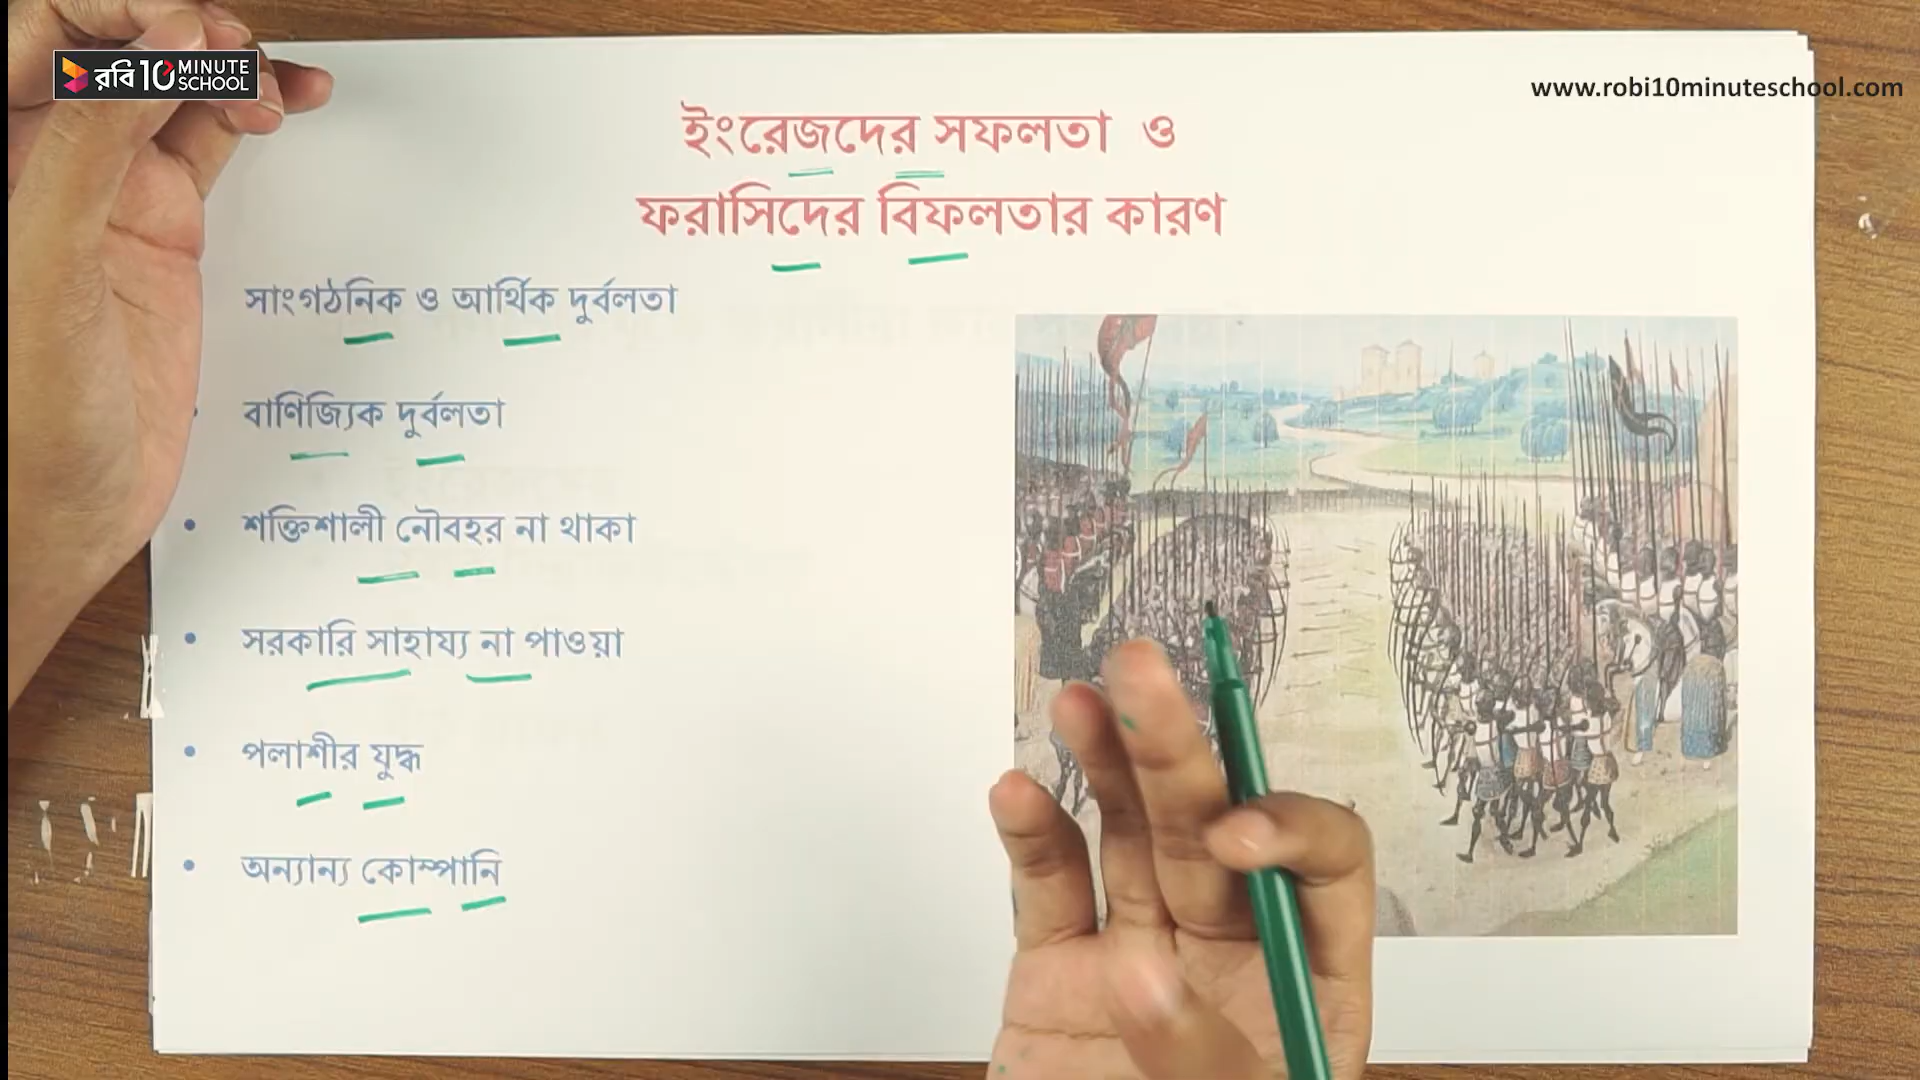 রবি 10 MINUTE SCHOOL
www.robi10minuteschool.com
ইংরেজদের সফলতা ও
ফরাসিদের বিফলতার কারণ
সাংগঠনিক ও আর্থিক দুর্বলতা
বাণিজ্যিক দুর্বলতা
• শক্তিশালী নৌবহর না থাকা
• সরকারি সাহায্য না পাওয়া
• পলাশীর যুদ্ধ
• অন্যান্য কোম্পানি